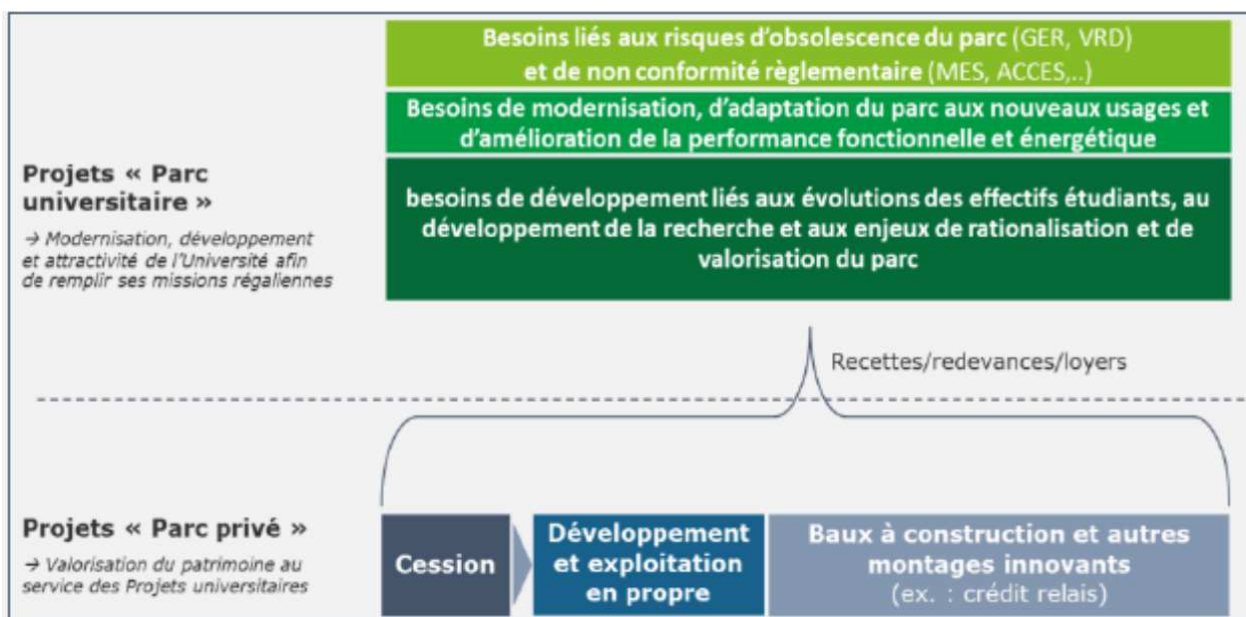 Besoins liés aux risques d'obsolescence du parc (GER, VRD)
et de non conformité règlementaire (MES, ACCES,..)
Besoins de modernisation, d'adaptation du parc aux nouveaux usages et
d'amélioration de la performance fonctionnelle et énergétique
Projets « Parc
universitaire »
→ Modernisation, développement
et attractivité de l'Université afin
de remplir ses missions régaliennes
besoins de développement liés aux évolutions des effectifs étudiants, au
développement de la recherche et aux enjeux de rationalisation et de
valorisation du parc
Recettes/redevances/loyers
Projets « Parc privé »
→ Valorisation du patrimoine au
service des Projets universitaires
Cession
Développement
et exploitation
en propre
Baux à construction et autres
montages innovants
(ex. : crédit relais)